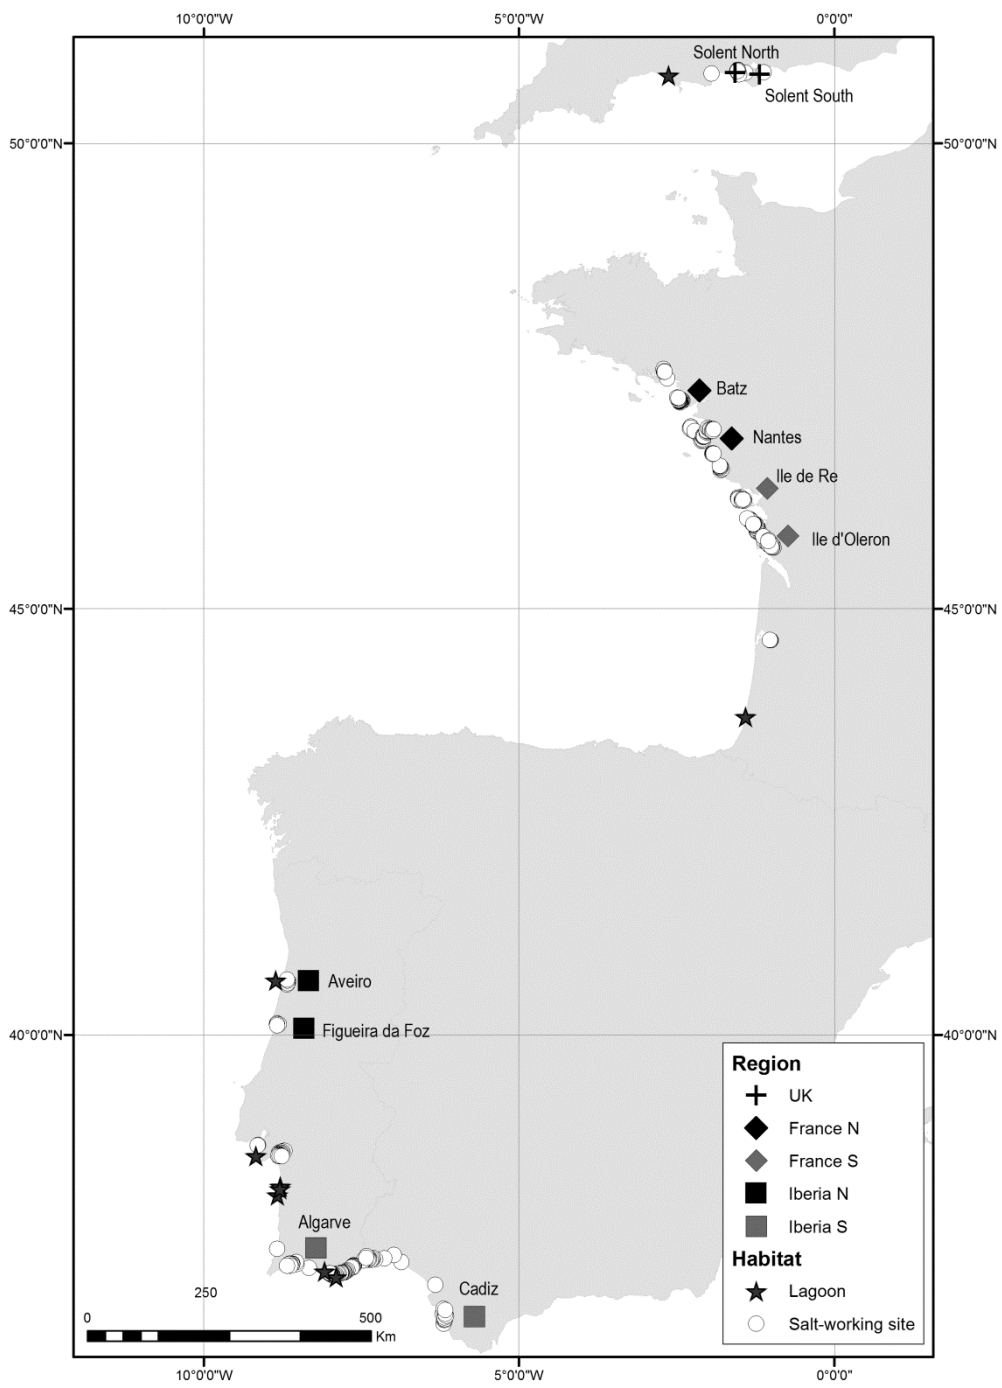 10°0'0"W 5°0'0"W 0°0'0"
Solent North
Solent South
50°0'0"N 50°0'0"N
Batz
Nantes
Ile de Re
Ile d'Oleron
45°0'0"N 45°0'0"N
Aveiro
Figueira da Foz
40°0'0"N 40°0'0"N
Algarve
Cadiz
250
0 500
Km
Region
UK
France N
France S
Iberia N
Iberia S
Habitat
Lagoon
Salt-working site
10°0'0"W 5°0'0"W 0°0'0"